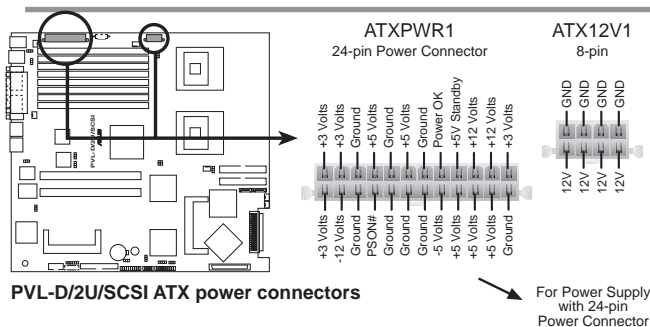 ATXPWR1
24-pin Power Connector
ATX12V1
8-pin
+3 Volts
+3 Volts
Ground
+5 Volts
Ground
+5 Volts
Ground
Power OK
+5V Standby
+12 Volts
+12 Volts
+3 Volts
GND
GND
GND
GND
PVL-D/2U/SCSI
+3 Volts
-12 Volts
Ground
PSON#
Ground
Ground
Ground
-5 Volts
+5 Volts
+5 Volts
+5 Volts
Ground
12V
12V
12V
12V
PVL-D/2U/SCSI ATX power connectors
For Power Supply
with 24-pin
Power Connector